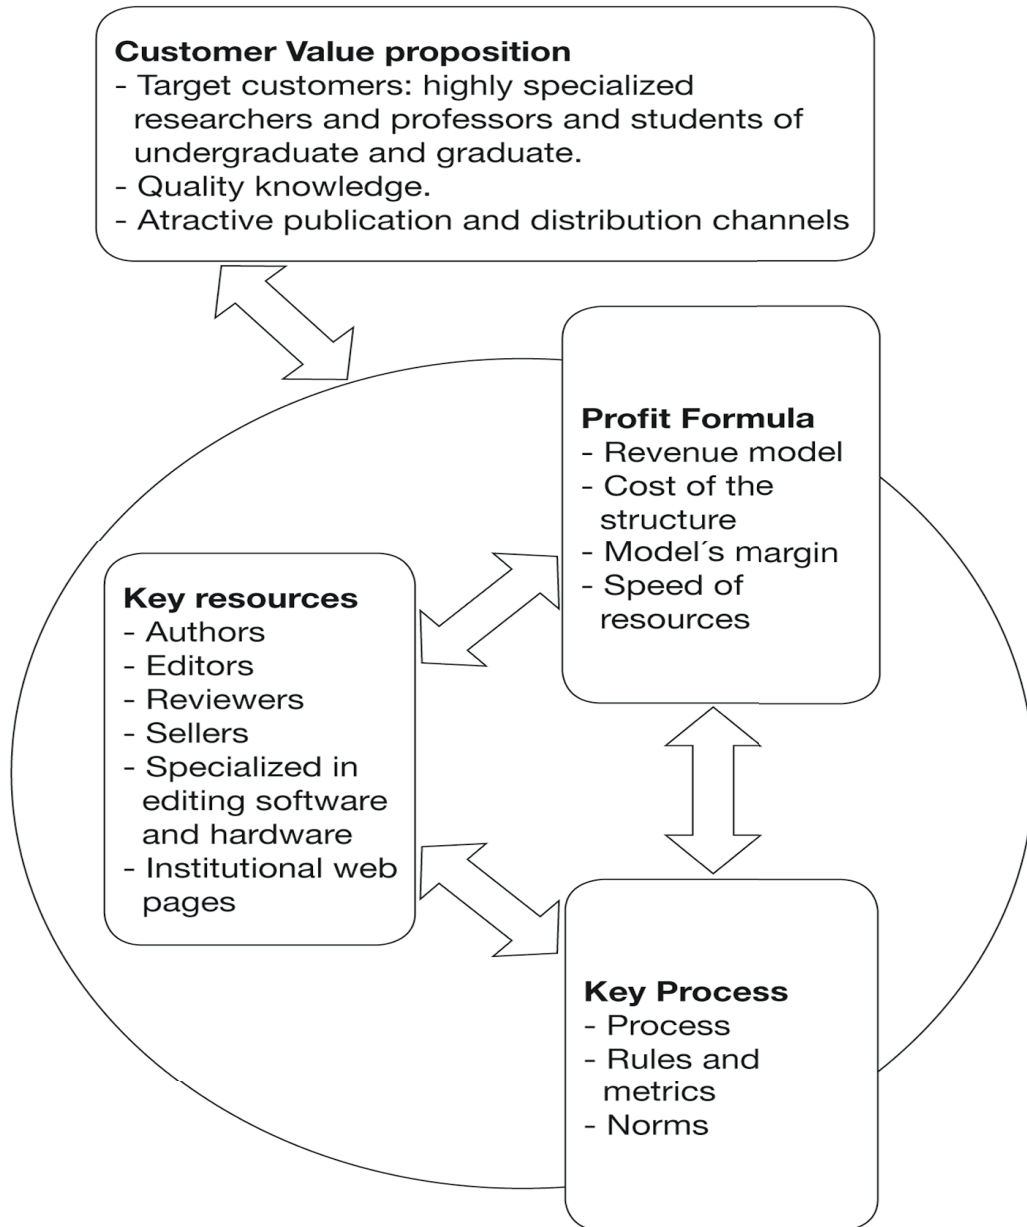 Customer Value proposition
- Target customers: highly specialized
researchers and professors and students of
undergraduate and graduate.
- Quality knowledge.
- Atractive publication and distribution channels
Profit Formula
- Revenue model
- Cost of the
structure
- Model´s margin
- Speed of
resources
Key resources
- Authors
- Editors
- Reviewers
- Sellers
- Specialized in
editing software
and hardware
- Institutional web
pages
Key Process
- Process
- Rules and
metrics
- Norms